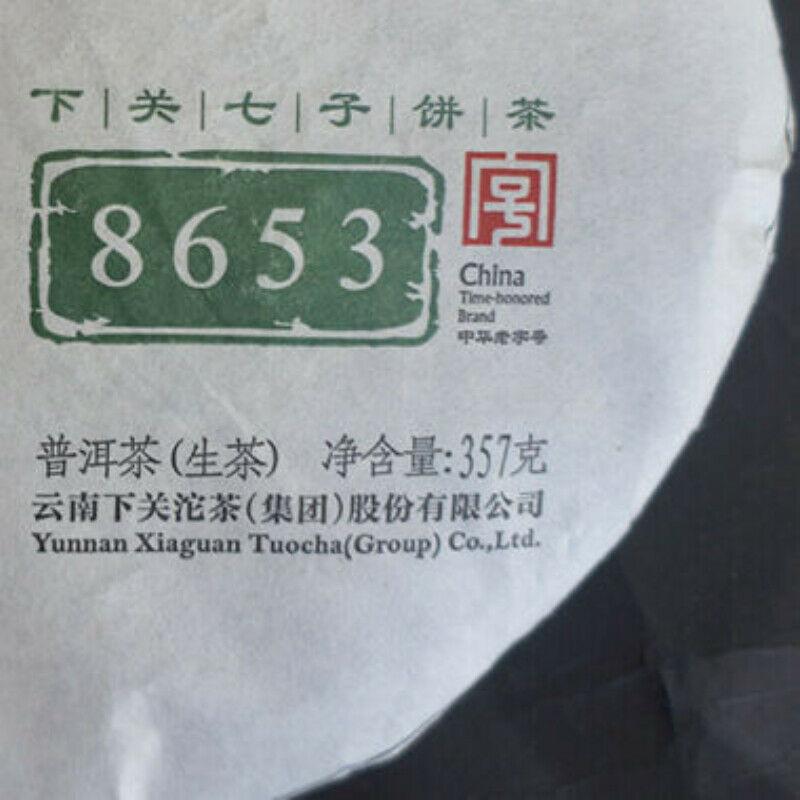 下|关|七|子|饼|茶
8653
China
Time-honored
Brand
中华老字号
普洱茶(生茶) 净含量:357克
云南下关沱茶(集团)股份有限公司
Yunnan Xiaguan Tuocha(Group) Co.,Ltd.